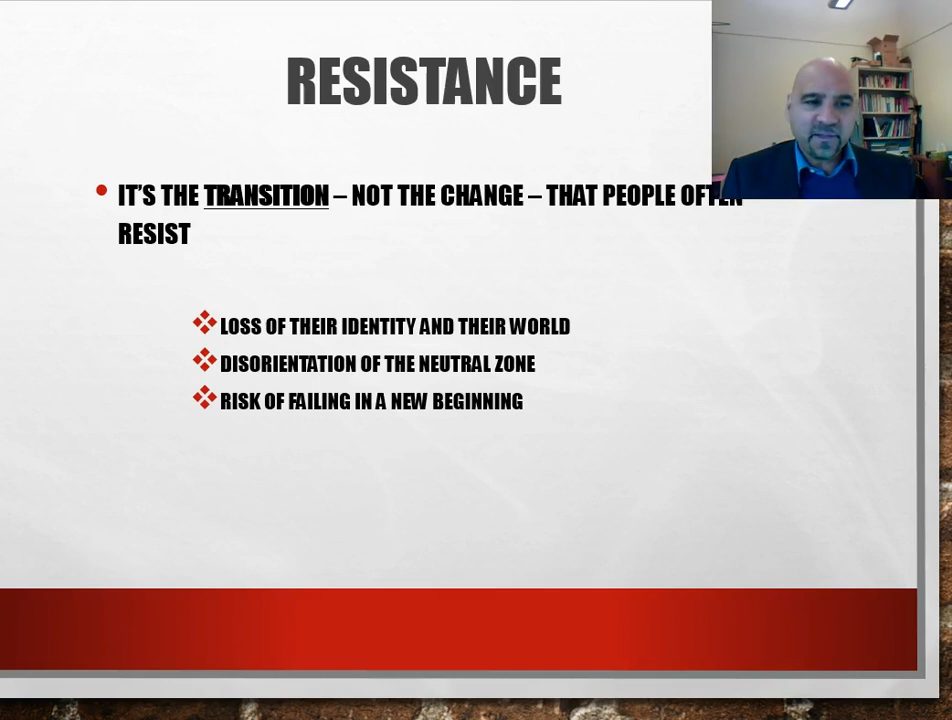 RESISTANCE
IT'S THE TRANSITION – NOT THE CHANGE – THAT PEOPLE OFTEN
RESIST
LOSS OF THEIR IDENTITY AND THEIR WORLD
DISORIENTATION OF THE NEUTRAL ZONE
RISK OF FAILING IN A NEW BEGINNING